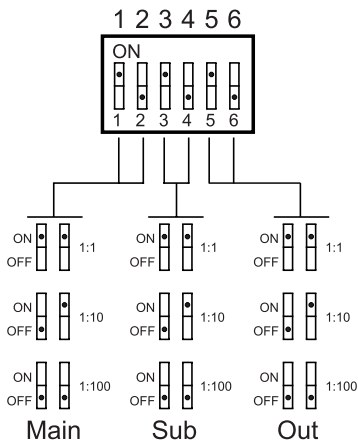 1 2 3 4 5 6
ON
1 2 3 4 5 6
ON
OFF
1:1
ON
OFF
1:1
ON
OFF
1:1
ON
OFF
1:10
ON
OFF
1:10
ON
OFF
1:10
ON
OFF
1:100
ON
OFF
1:100
ON
OFF
1:100
Main Sub Out